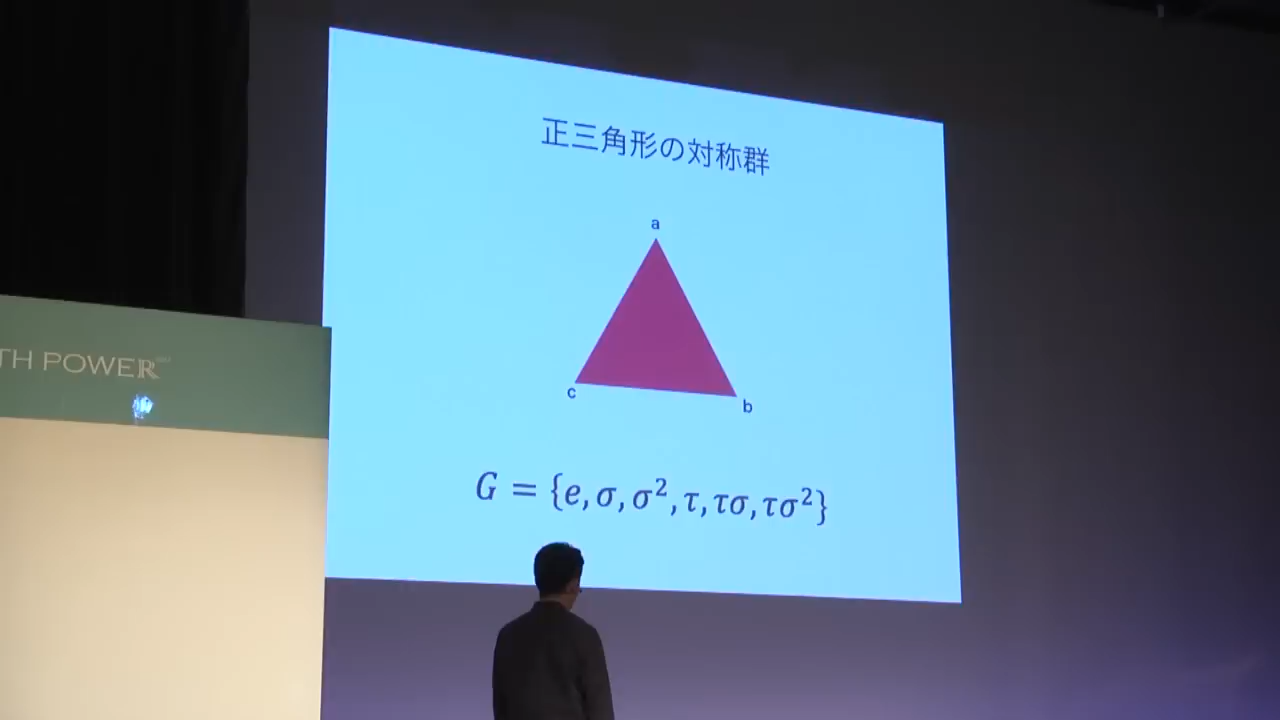 正三角形の対称群
a
c
b
G = {e, σ, σ², τ, τσ, τσ²}
TH POWER